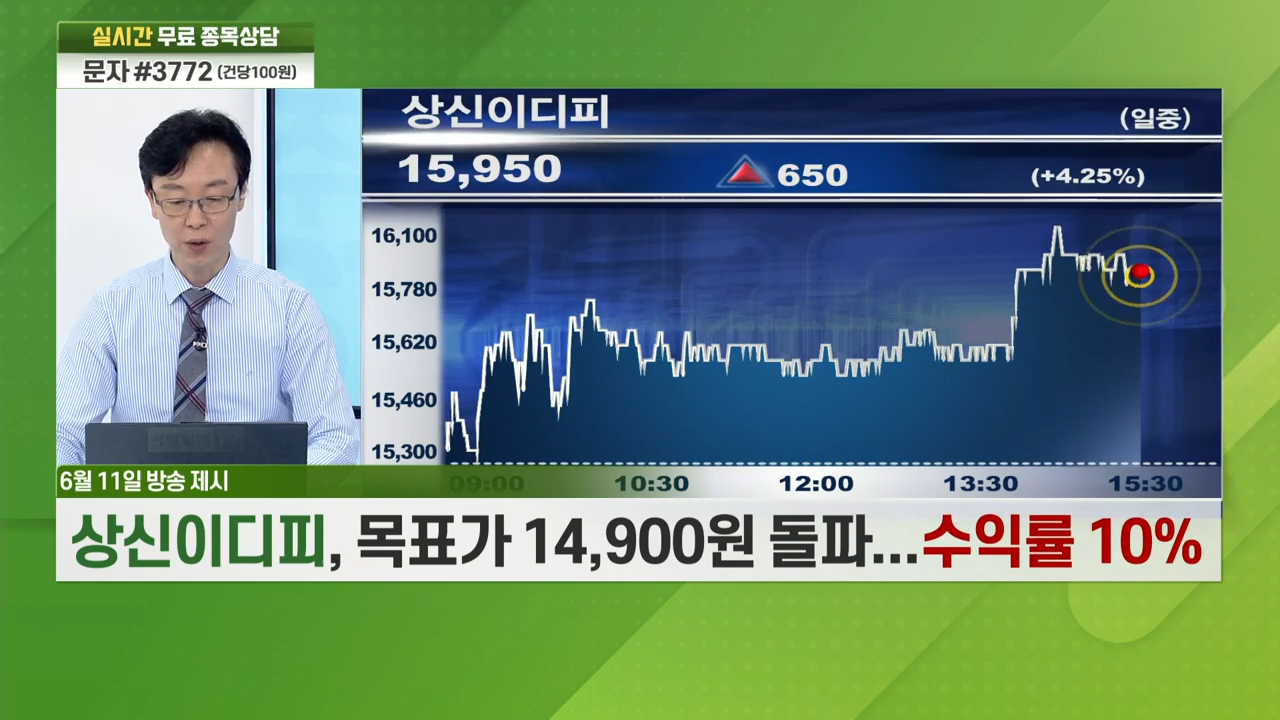 실시간 무료 종목상담
문자 #3772 (건당100원)
상신이디피 (일중)
15,950 650 (+4.25%)
16,100
15,780
15,620
15,460
15,300
09:00 10:30 12:00 13:30 15:30
6월 11일 방송 제시
상신이디피, 목표가 14,900원 돌파...수익률 10%